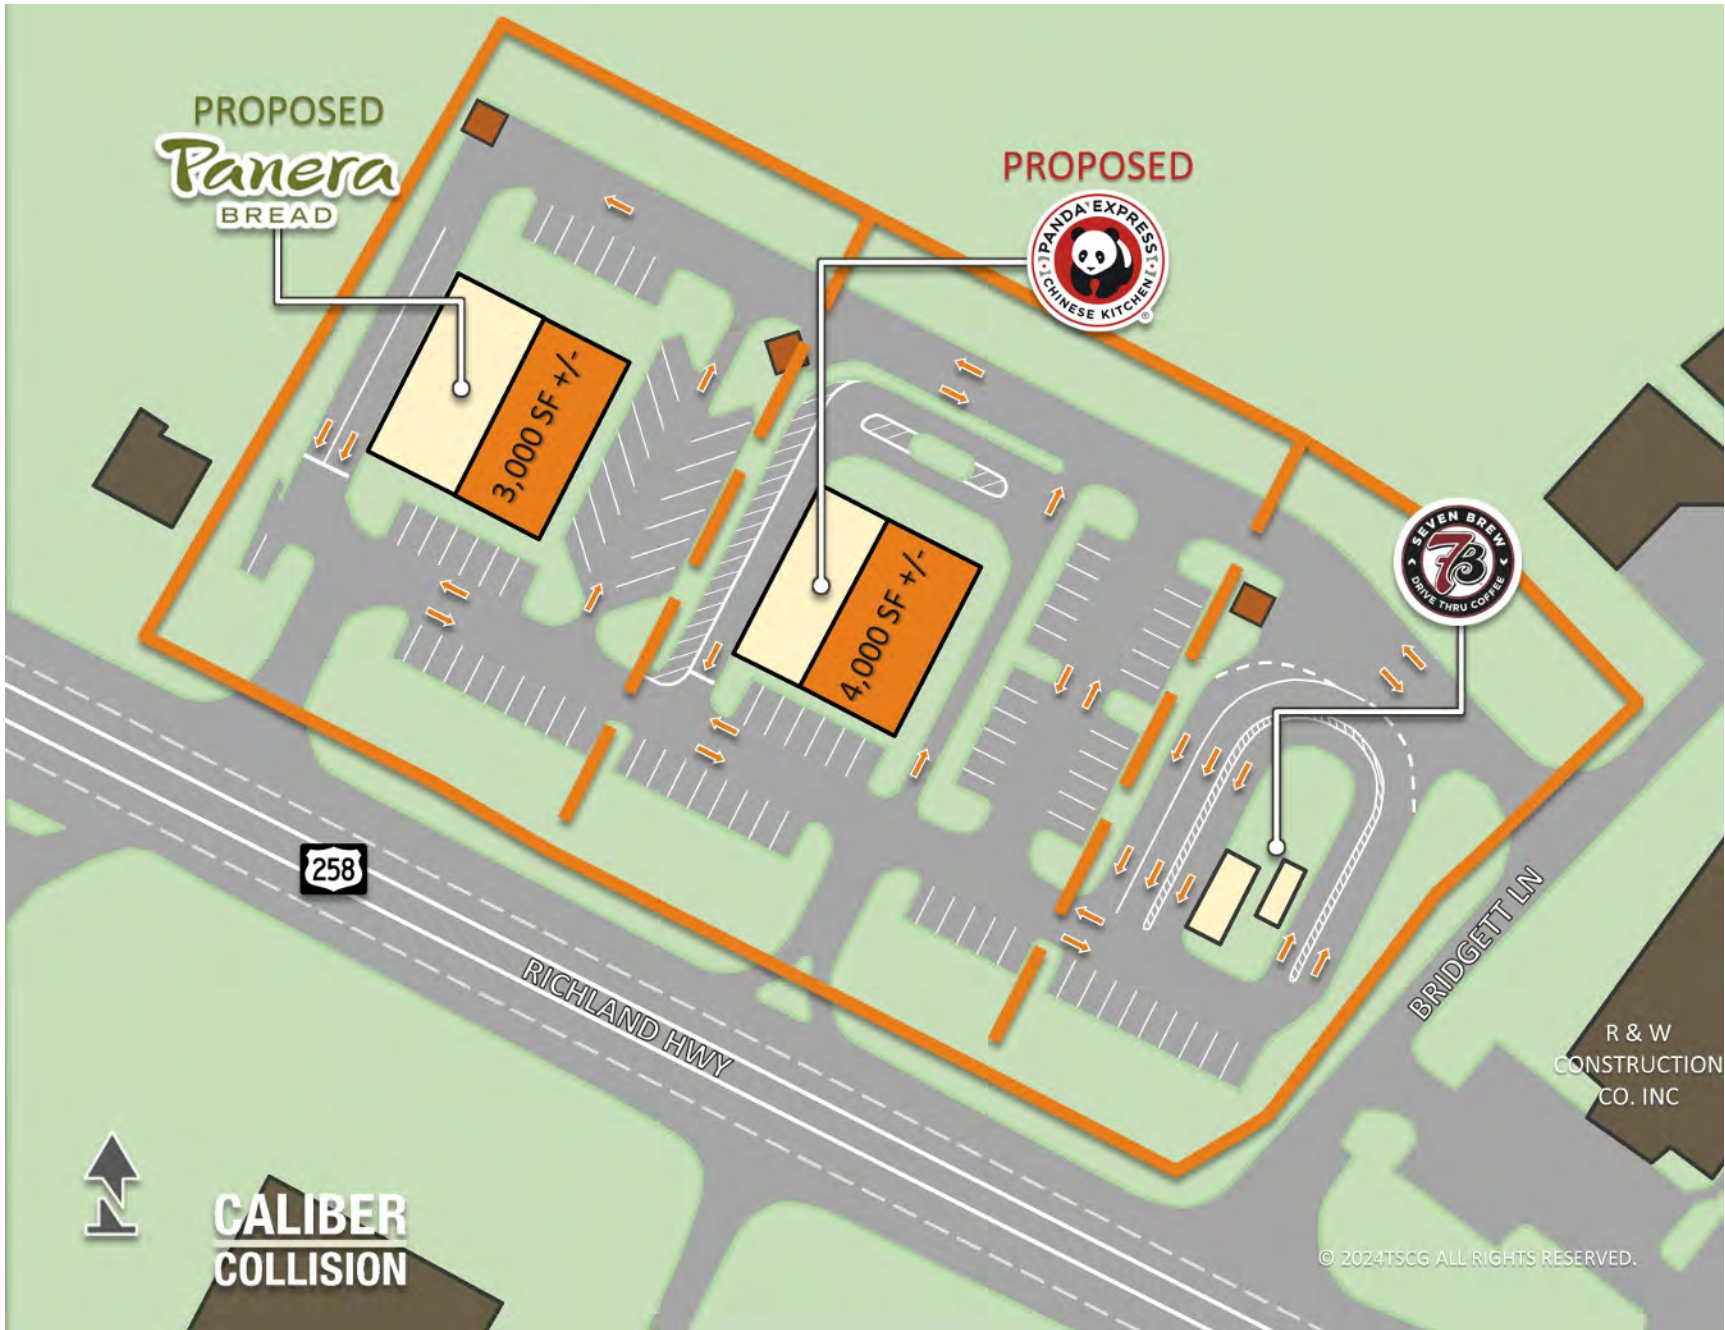 PROPOSED
Panera
BREAD
PROPOSED
PANDA EXPRESS
CHINESE KITCHEN
®
3,000 SF +/-
4,000 SF +/-
SEVEN BREW
7B
DRIVE THRU COFFEE
258
RICHLAND HWY
BRIDGETT LN
R & W
CONSTRUCTION
CO. INC
N
CALIBER
COLLISION
© 2024TSCG ALL RIGHTS RESERVED.